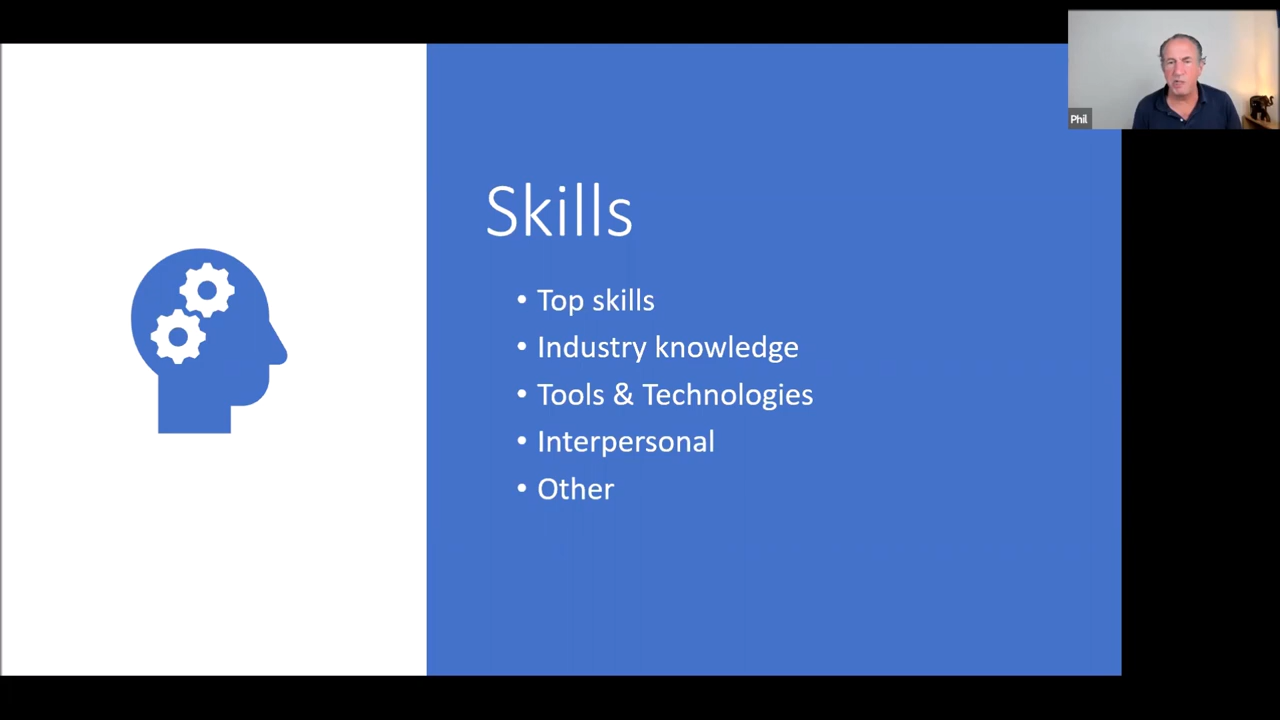 Skills
• Top skills
• Industry knowledge
• Tools & Technologies
• Interpersonal
• Other
Phil